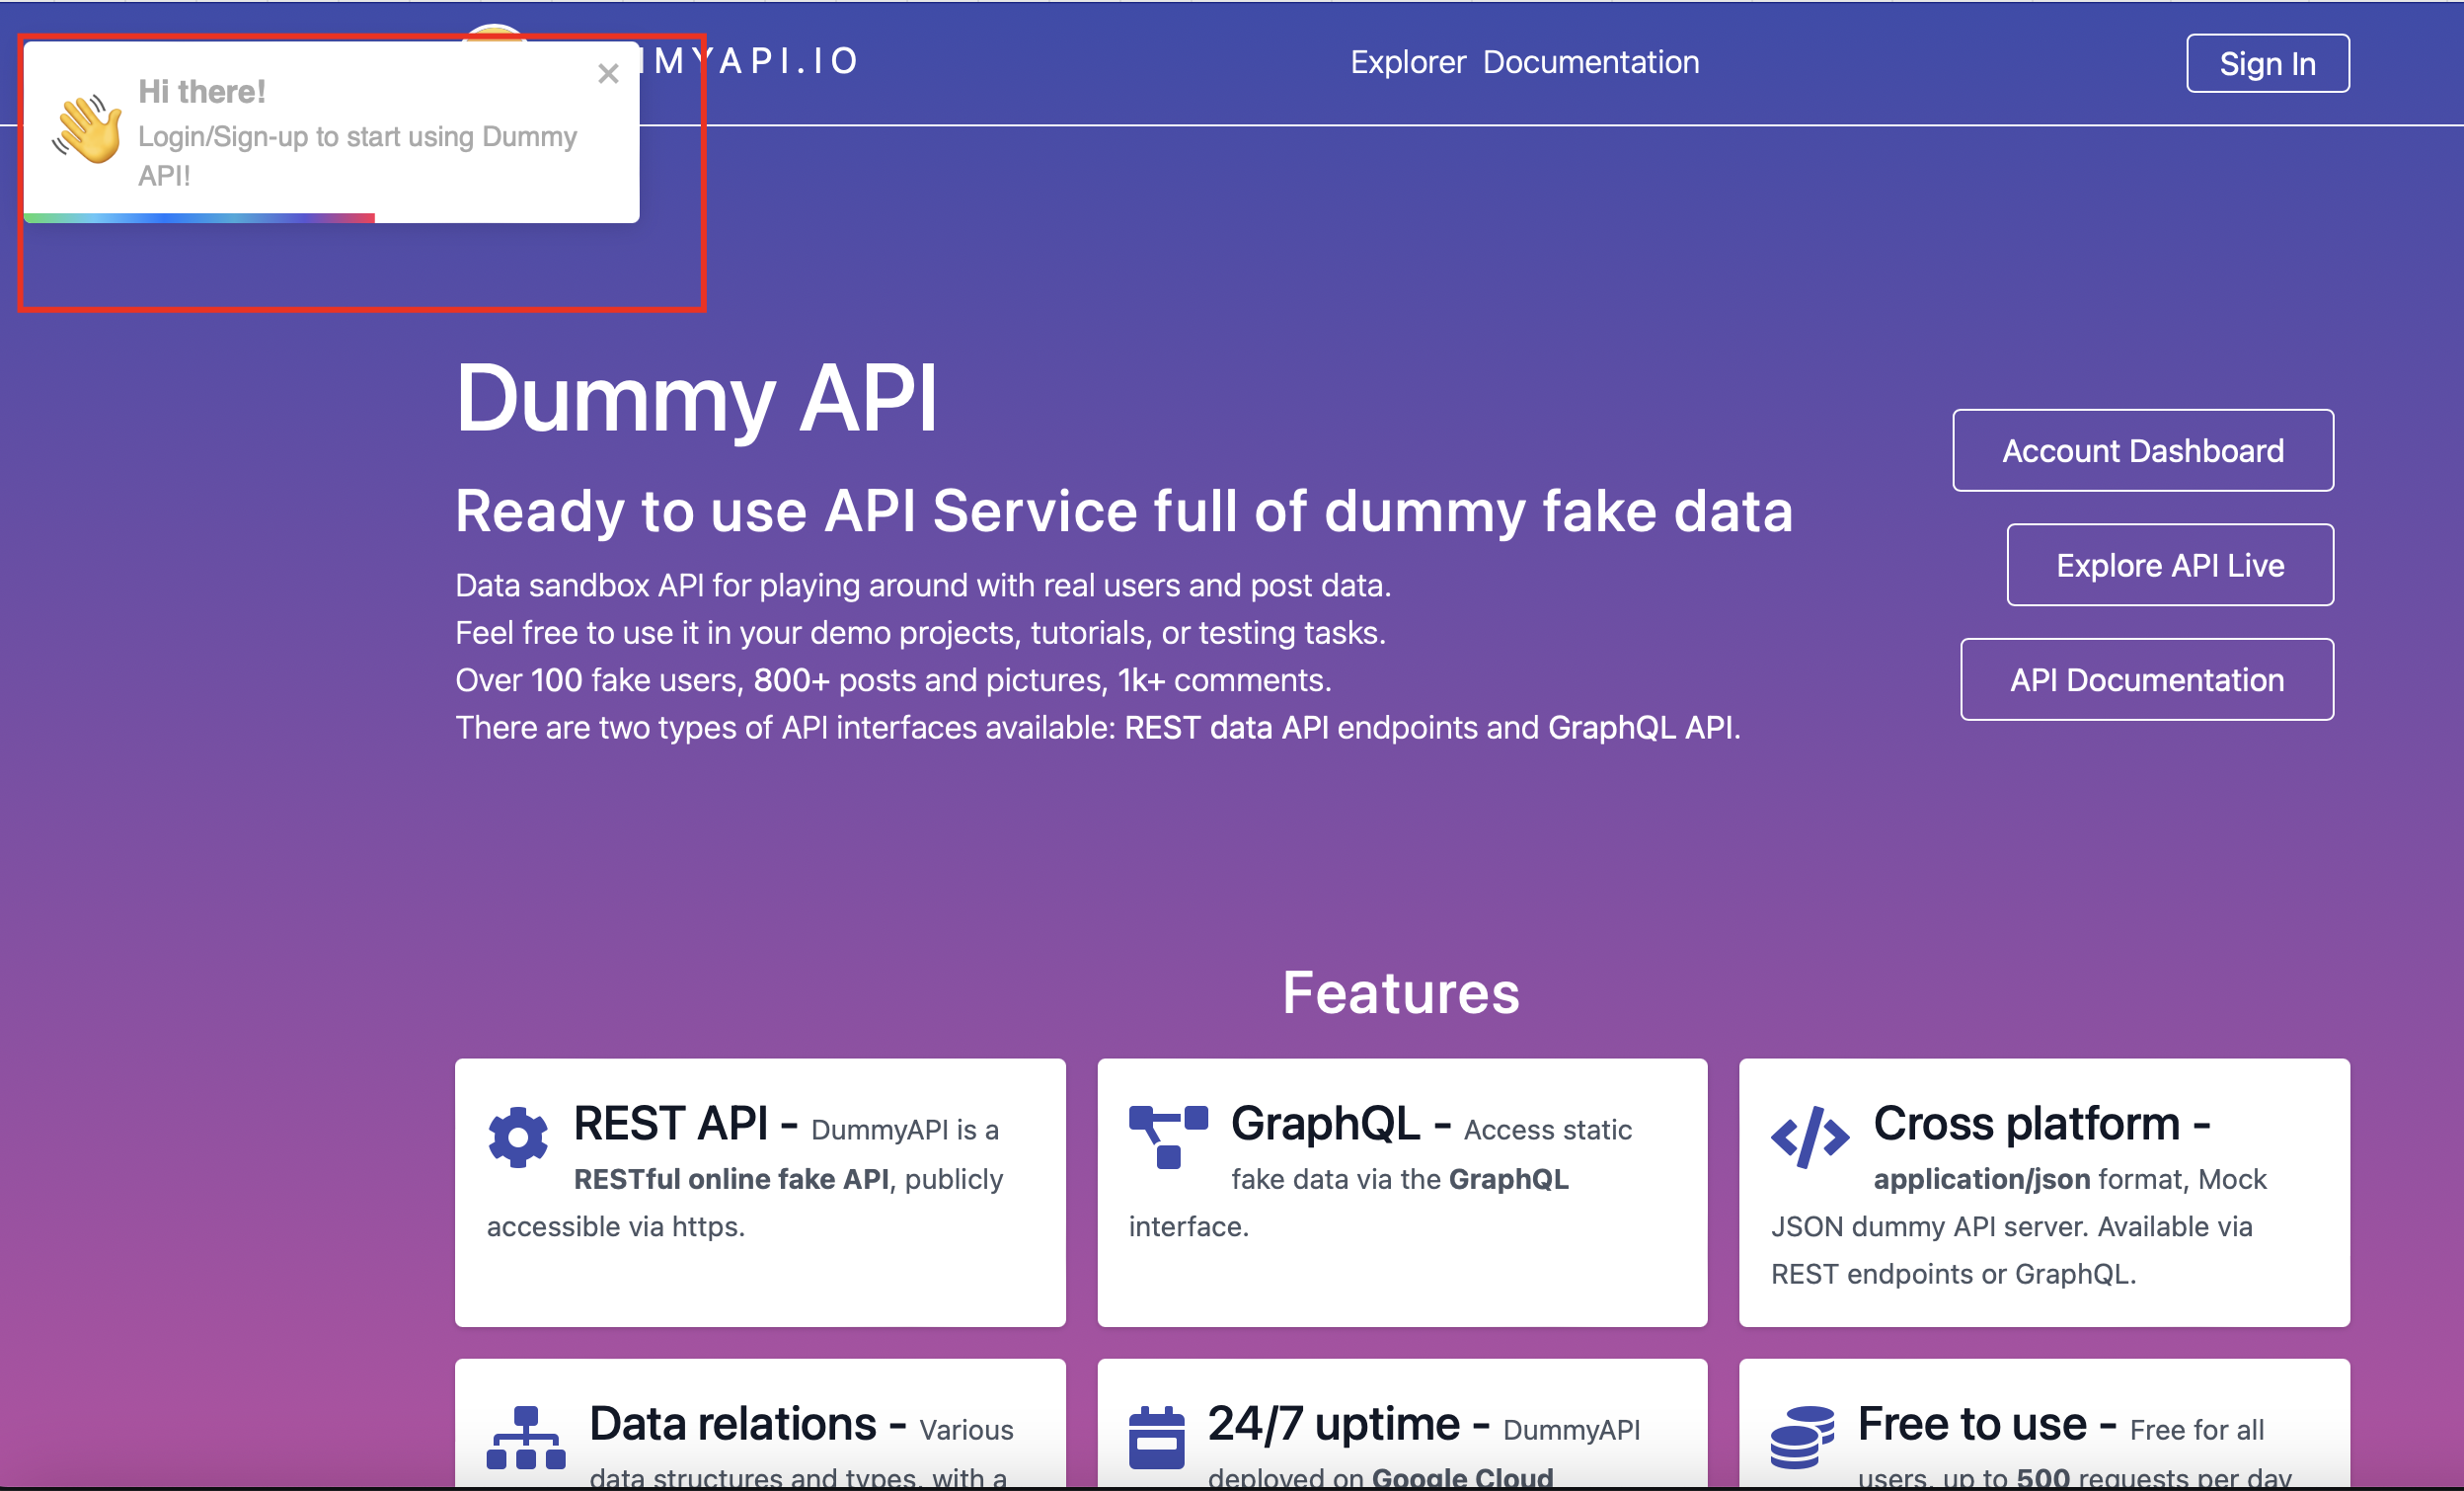 MYAPI.IO
Explorer Documentation
Sign In
Hi there!
Login/Sign-up to start using Dummy
API!
Dummy API
Ready to use API Service full of dummy fake data
Data sandbox API for playing around with real users and post data.
Feel free to use it in your demo projects, tutorials, or testing tasks.
Over 100 fake users, 800+ posts and pictures, 1k+ comments.
There are two types of API interfaces available: REST data API endpoints and GraphQL API.
Account Dashboard
Explore API Live
API Documentation
Features
REST API - DummyAPI is a
RESTful online fake API, publicly
accessible via https.
GraphQL - Access static
fake data via the GraphQL
interface.
Cross platform -
application/json format, Mock
JSON dummy API server. Available via
REST endpoints or GraphQL.
Data relations - Various
data structures and types, with a
24/7 uptime - DummyAPI
deployed on Google Cloud
Free to use - Free for all
users, up to 500 requests per day